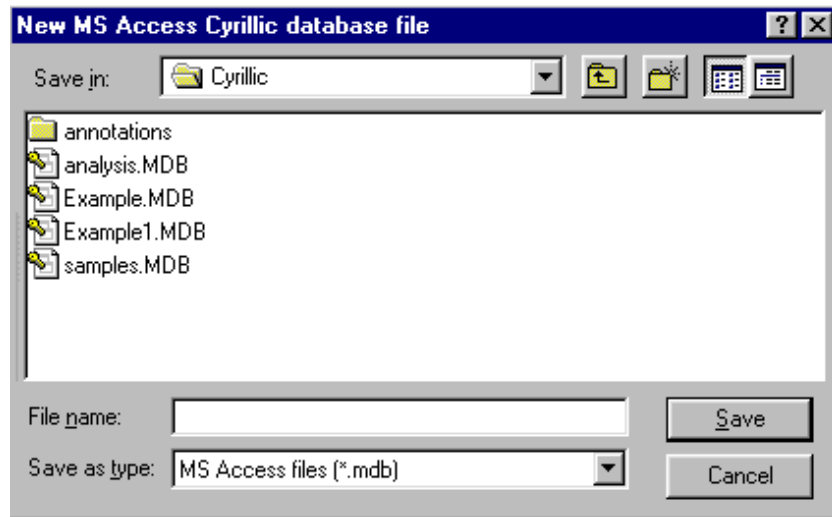 New MS Access Cyrillic database file
Save in: Cyrillic
annotations
analysis.MDB
Example.MDB
Example1.MDB
samples.MDB
File name: Save
Save as type: MS Access files (*.mdb) Cancel